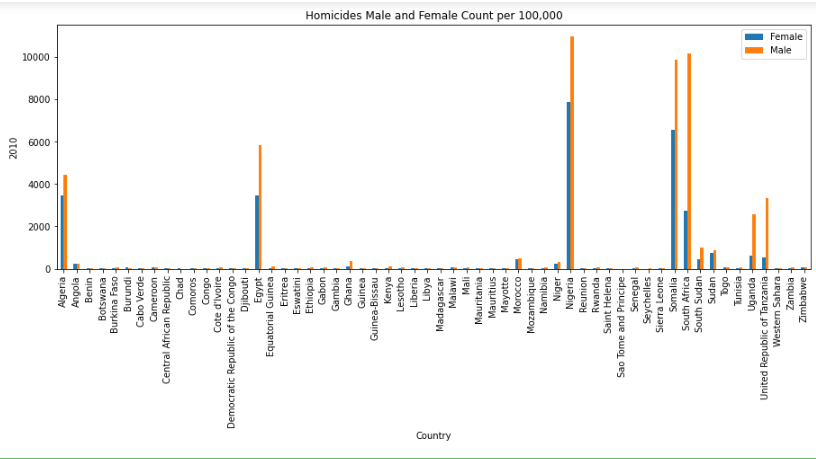 Homicides Male and Female Count per 100,000
Female
Male
10000
8000
6000
4000
2000
0
2010
Algeria
Angola
Benin
Botswana
Burkina Faso
Burundi
Cabo Verde
Cameroon
Central African Republic
Chad
Comoros
Congo
Cote d'Ivoire
Democratic Republic of the Congo
Djibouti
Egypt
Equatorial Guinea
Eritrea
Eswatini
Ethiopia
Gabon
Gambia
Ghana
Guinea
Guinea-Bissau
Kenya
Lesotho
Liberia
Libya
Madagascar
Malawi
Mali
Mauritania
Mauritius
Mayotte
Morocco
Mozambique
Namibia
Niger
Nigeria
Reunion
Rwanda
Saint Helena
Sao Tome and Principe
Senegal
Seychelles
Sierra Leone
Somalia
South Africa
South Sudan
Sudan
Togo
Tunisia
Uganda
United Republic of Tanzania
Western Sahara
Zambia
Zimbabwe
Country